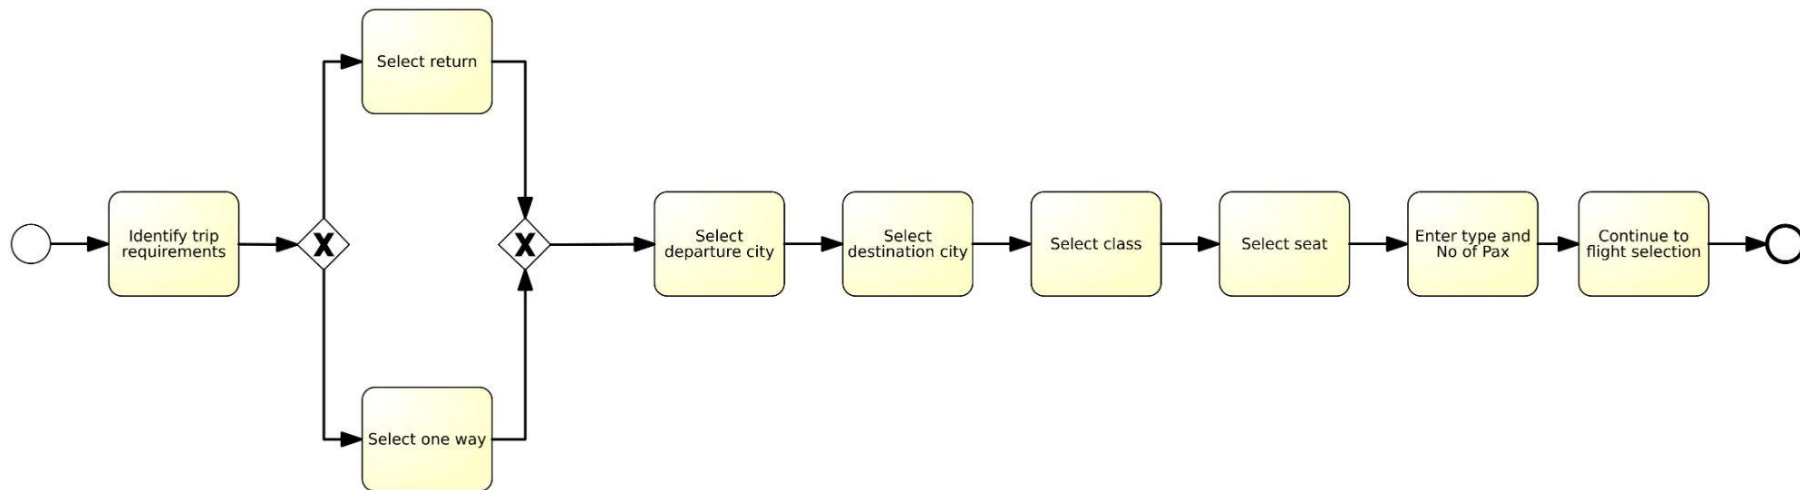 Select return
Identify trip
requirements
X
X
Select
departure city
Select
destination city
Select class
Select seat
Enter type and
No of Pax
Continue to
flight selection
Select one way